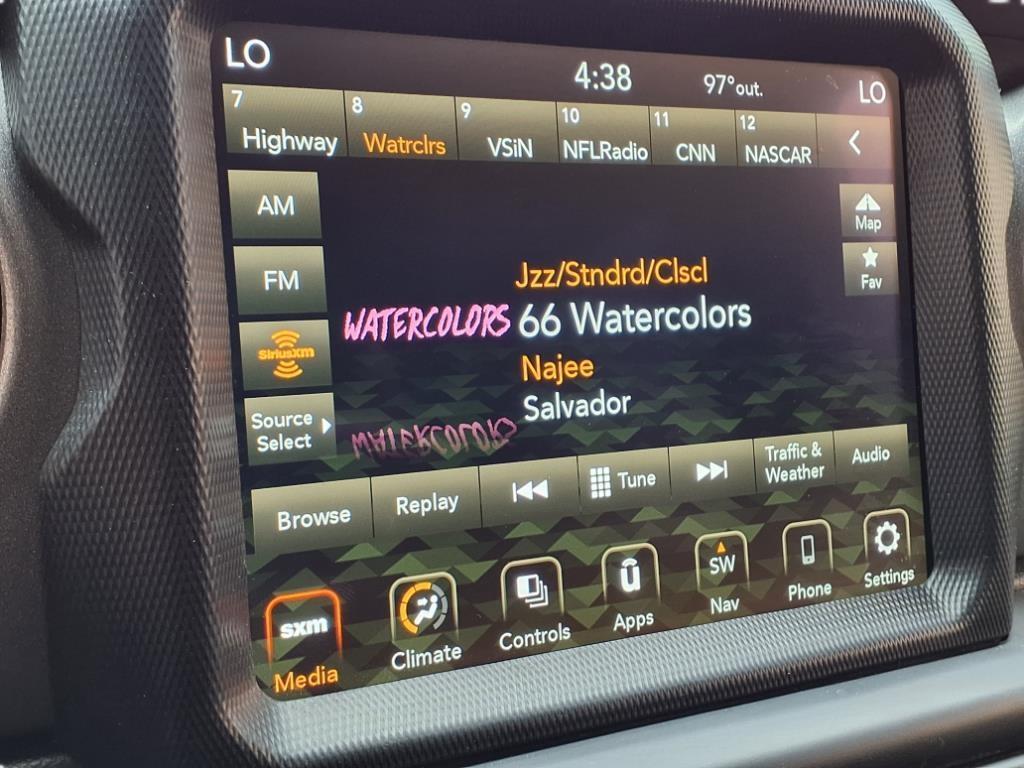 LO 4:38 97°out. LO
7 8 9 10 11 12
Highway Watrclrs VSiN NFLRadio CNN NASCAR
AM
Map
FM
Fav
Jzz/Stndrd/Clscl
WATERCOLORS 66 Watercolors
SiriusXm
Najee
Salvador
Source
Select
WATERCOLORS
Browse Replay Tune Traffic & Weather Audio
sxm SW
Media Climate Controls Apps Nav Phone Settings